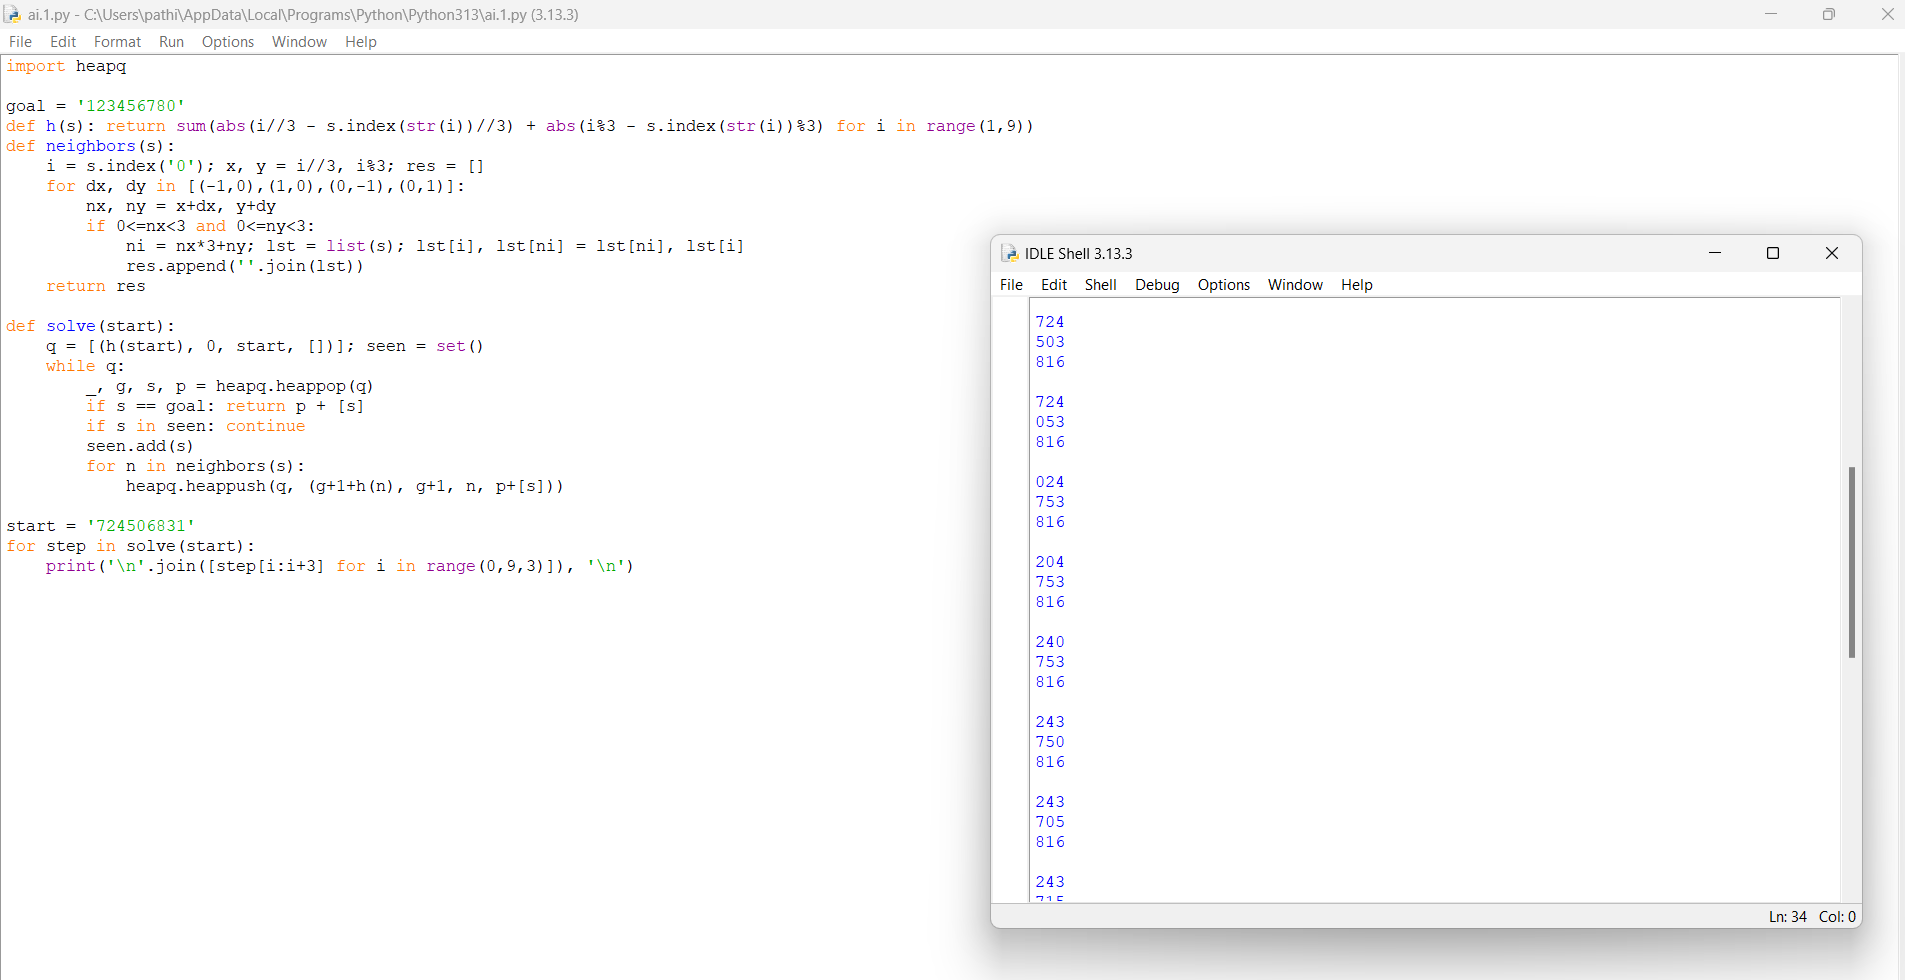 ai.1.py - C:\Users\pathi\AppData\Local\Programs\Python\Python313\ai.1.py (3.13.3)
File Edit Format Run Options Window Help
import heapq
goal = '123456780'
def h(s): return sum(abs(i//3 - s.index(str(i))//3) + abs(i%3 - s.index(str(i))%3) for i in range(1,9))
def neighbors(s):
    i = s.index('0'); x, y = i//3, i%3; res = []
    for dx, dy in [(-1,0),(1,0),(0,-1),(0,1)]:
        nx, ny = x+dx, y+dy
        if 0<=nx<3 and 0<=ny<3:
            ni = nx*3+ny; lst = list(s); lst[i], lst[ni] = lst[ni], lst[i]
            res.append(''.join(lst))
    return res
def solve(start):
    q = [(h(start), 0, start, [])]; seen = set()
    while q:
        _, g, s, p = heapq.heappop(q)
        if s == goal: return p + [s]
        if s in seen: continue
        seen.add(s)
        for n in neighbors(s):
            heapq.heappush(q, (g+1+h(n), g+1, n, p+[s]))
start = '724506831'
for step in solve(start):
    print('\n'.join([step[i:i+3] for i in range(0,9,3)]), '\n')
IDLE Shell 3.13.3
File Edit Shell Debug Options Window Help
724
503
816
724
053
816
024
753
816
204
753
816
240
753
816
243
750
816
243
705
816
243
715
Ln: 34 Col: 0